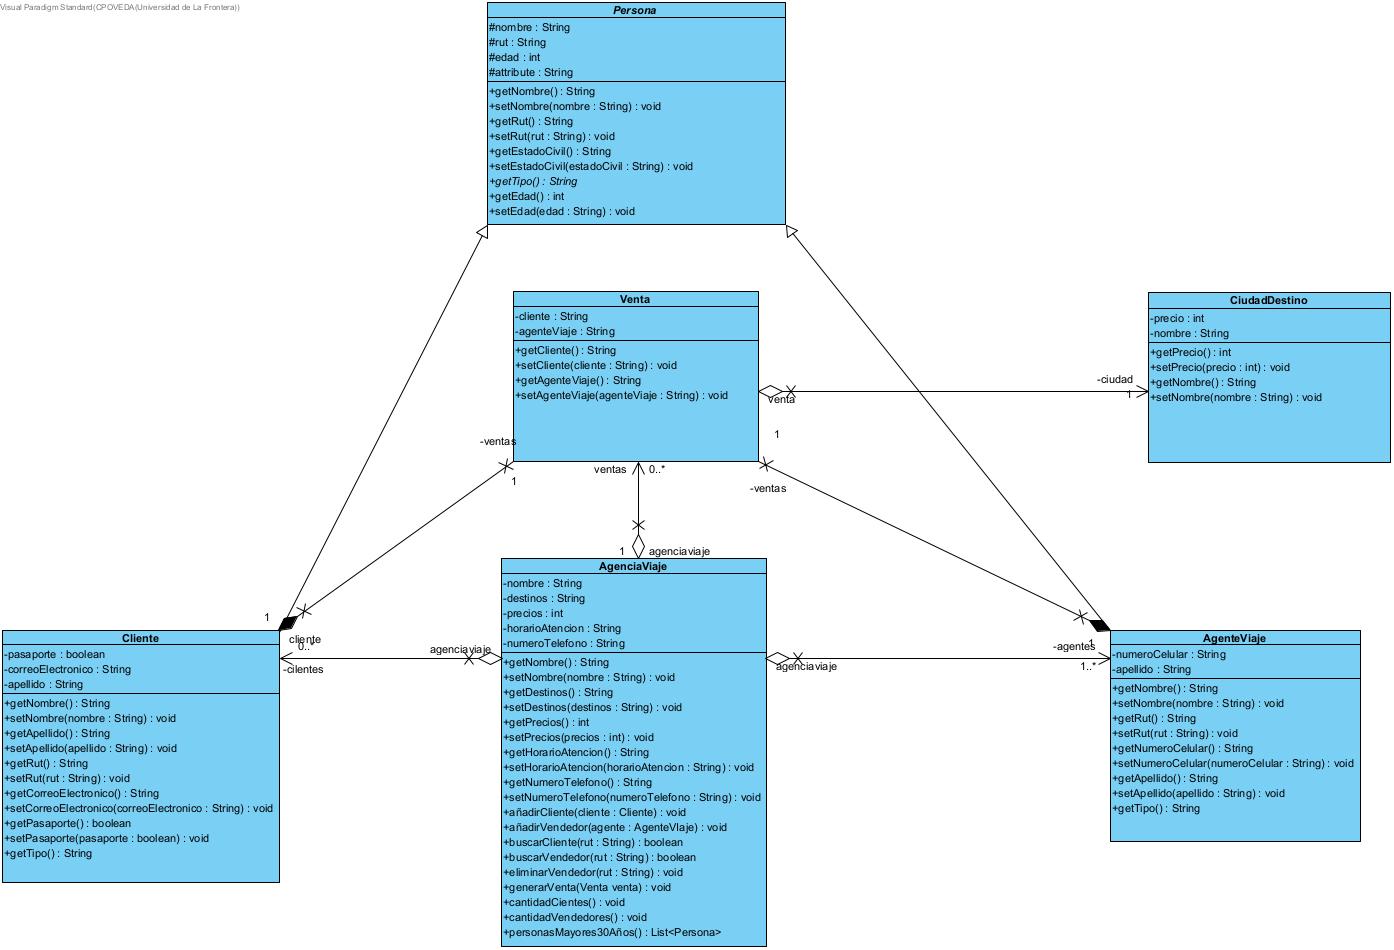 Visual Paradigm Standard(CPOVEDA(Universidad de La Frontera))
Persona
#nombre : String
#rut : String
#edad : int
#attribute : String
+getNombre() : String
+setNombre(nombre : String) : void
+getRut() : String
+setRut(rut : String) : void
+getEstadoCivil() : String
+setEstadoCivil(estadoCivil : String) : void
+getTipo() : String
+getEdad() : int
+setEdad(edad : String) : void
Venta
-cliente : String
-agenteViaje : String
+getCliente() : String
+setCliente(cliente : String) : void
+getAgenteViaje() : String
+setAgenteViaje(agenteViaje : String) : void
CiudadDestino
-precio : int
-nombre : String
+getPrecio() : int
+setPrecio(precio : int) : void
+getNombre() : String
+setNombre(nombre : String) : void
-ciudad
1
venta
-ventas
1
ventas
0..*
1
-ventas
1
agenciaviaje
1
cliente
0..*
-cilentes
agenciaviaje
agenciaviaje
1
-agentes
1..*
Cliente
-pasaporte : boolean
-correoElectronico : String
-apellido : String
+getNombre() : String
+setNombre(nombre : String) : void
+getApellido() : String
+setApellido(apellido : String) : void
+getRut() : String
+setRut(rut : String) : void
+getCorreoElectronico() : String
+setCorreoElectronico(correoElectronico : String) : void
+getPasaporte() : boolean
+setPasaporte(pasaporte : boolean) : void
+getTipo() : String
AgenciaViaje
-nombre : String
-destinos : String
-precios : int
-horarioAtencion : String
-numeroTelefono : String
+getNombre() : String
+setNombre(nombre : String) : void
+getDestinos() : String
+setDestinos(destinos : String) : void
+getPrecios() : int
+setPrecios(precios : int) : void
+getHorarioAtencion() : String
+setHorarioAtencion(horarioAtencion : String) : void
+getNumeroTelefono() : String
+setNumeroTelefono(numeroTelefono : String) : void
+añadirCliente(cliente : Cliente) : void
+añadirVendedor(agente : AgenteVIaje) : void
+buscarCliente(rut : String) : boolean
+buscarVendedor(rut : String) : boolean
+eliminarVendedor(rut : String) : void
+generarVenta(Venta venta) : void
+cantidadCientes() : void
+cantidadVendedores() : void
+personasMayores30Años() : List<Persona>
AgenteViaje
-numeroCelular : String
-apellido : String
+getNombre() : String
+setNombre(nombre : String) : void
+getRut() : String
+setRut(rut : String) : void
+getNumeroCelular() : String
+setNumeroCelular(numeroCelular : String) : void
+getApellido() : String
+setApellido(apellido : String) : void
+getTipo() : String